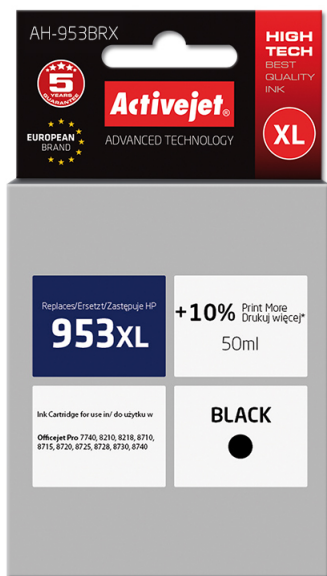 AH-953BRX
HIGH
TECH
BEST
QUALITY
INK
5
YEARS
GUARANTEE
Activejet®
EUROPEAN
BRAND
ADVANCED TECHNOLOGY
XL
Replaces/Ersetzt/Zastępuje HP
953XL
+10% Print More
Drukuj więcej*
50ml
Ink Cartridge for use in/ do użytku w
Officejet Pro 7740, 8210, 8218, 8710,
8715, 8720, 8725, 8728, 8730, 8740
BLACK